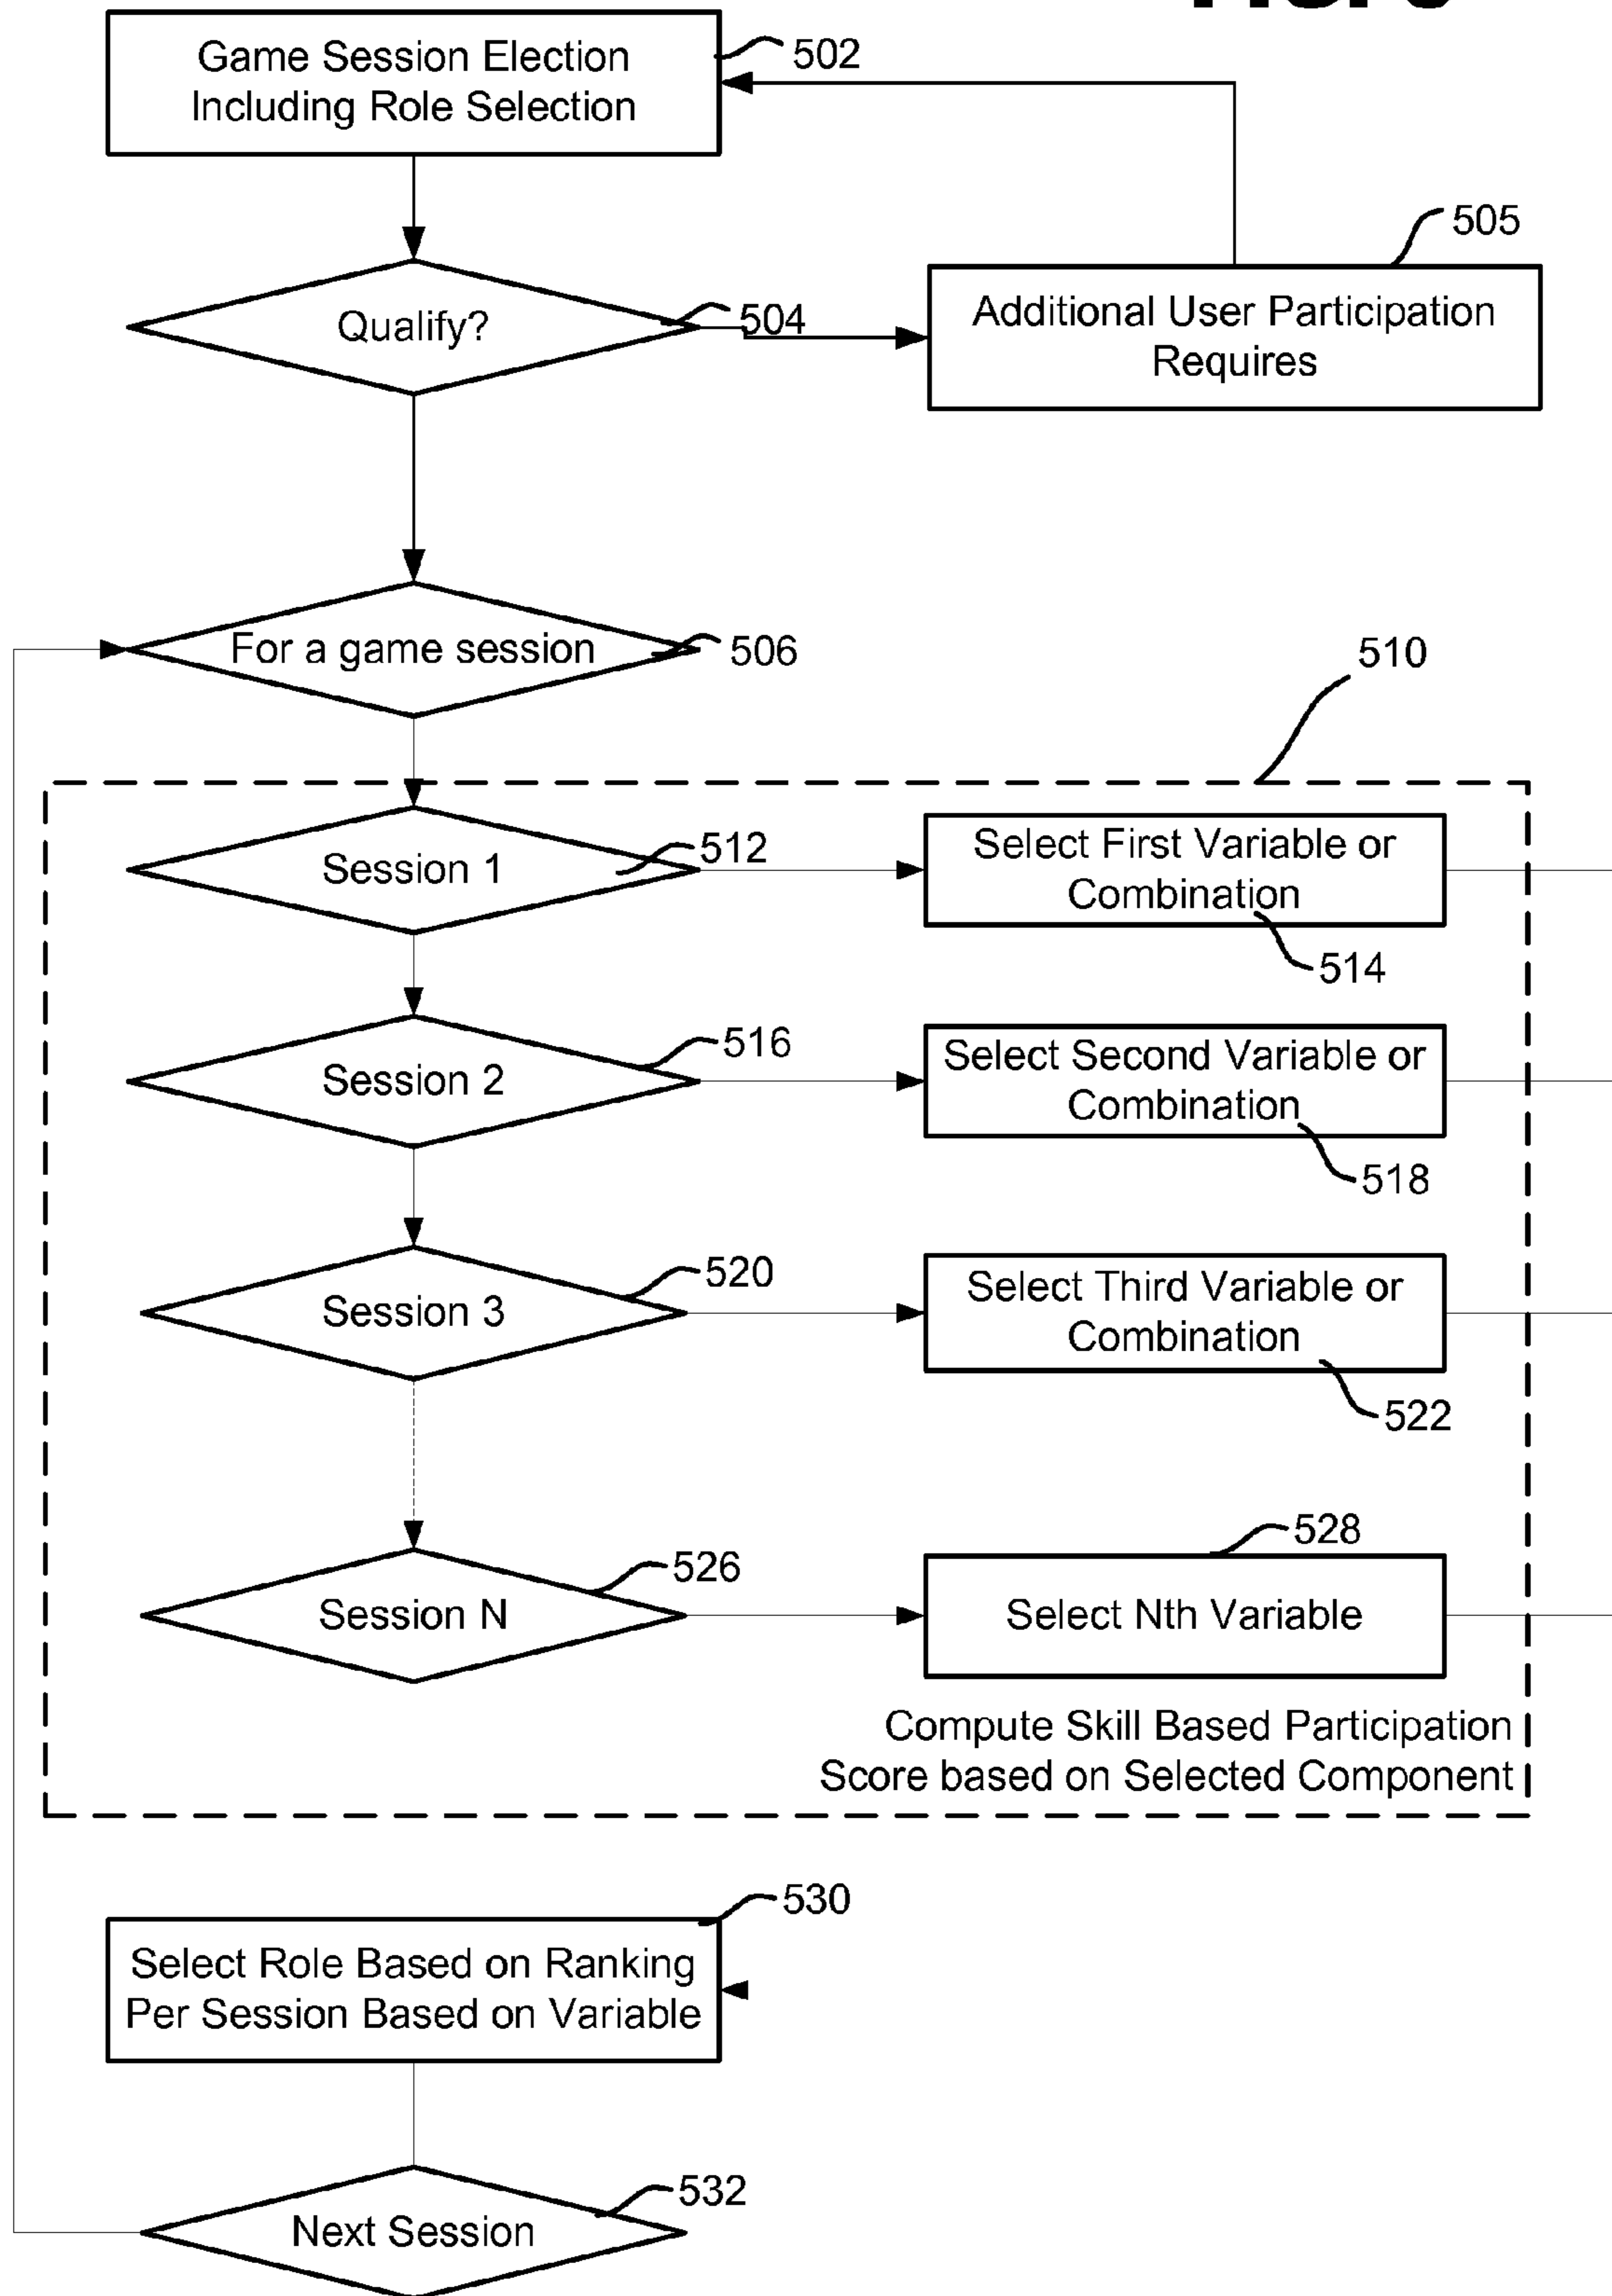 Game Session Election
Including Role Selection
502
505
Qualify?
504
Additional User Participation
Requires
For a game session
506
510
Session 1
512
Select First Variable or
Combination
514
Session 2
516
Select Second Variable or
Combination
518
Session 3
520
Select Third Variable or
Combination
522
Session N
526
528
Select Nth Variable
Compute Skill Based Participation
Score based on Selected Component
530
Select Role Based on Ranking
Per Session Based on Variable
532
Next Session